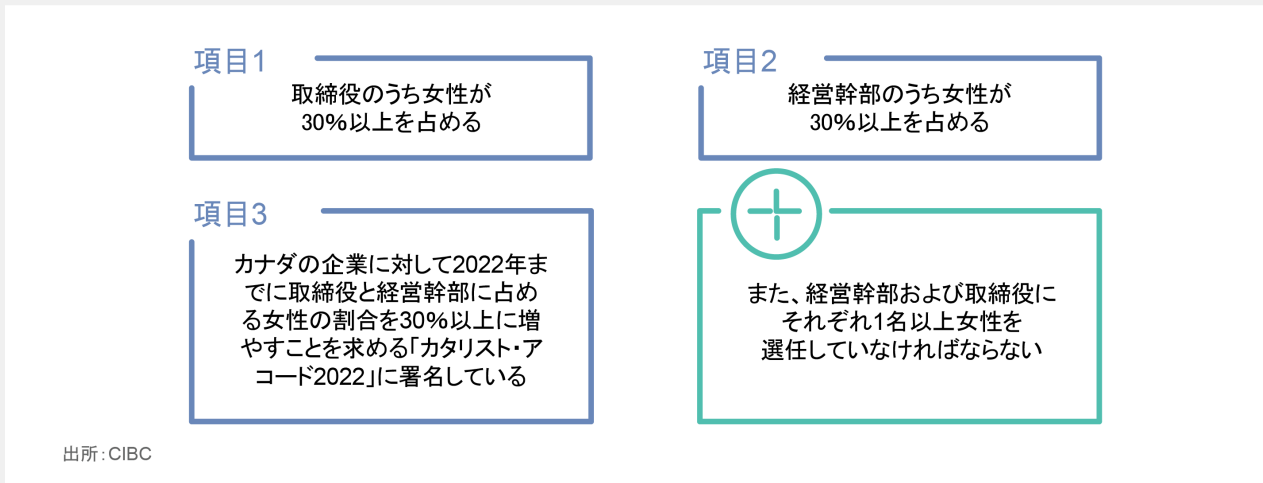 項目1
取締役のうち女性が
30%以上を占める
項目2
経営幹部のうち女性が
30%以上を占める
項目3
カナダの企業に対して2022年ま
でに取締役と経営幹部に占め
る女性の割合を30%以上に増
やすことを求める「カタリスト・ア
コード2022」に署名している
また、経営幹部および取締役に
それぞれ1名以上女性を
選任していなければならない
出所:CIBC